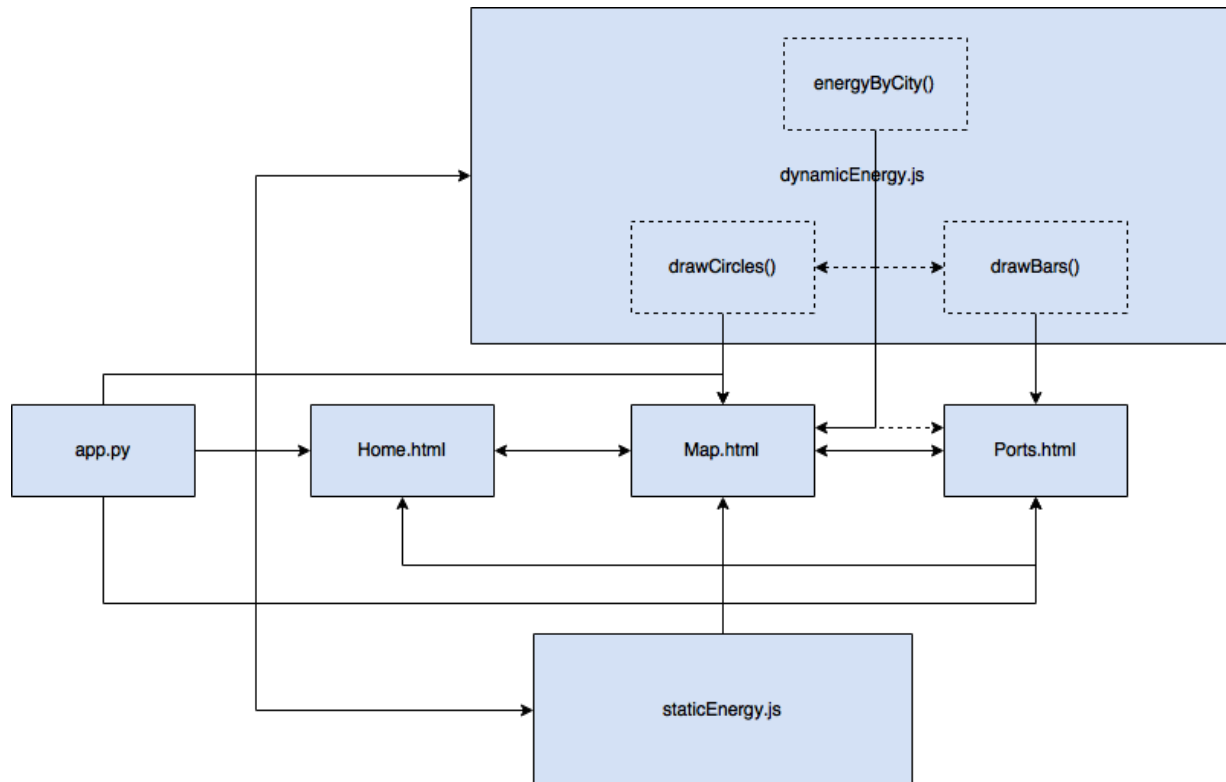 energyByCity()
dynamicEnergy.js
drawCircles()
drawBars()
app.py
Home.html
Map.html
Ports.html
staticEnergy.js